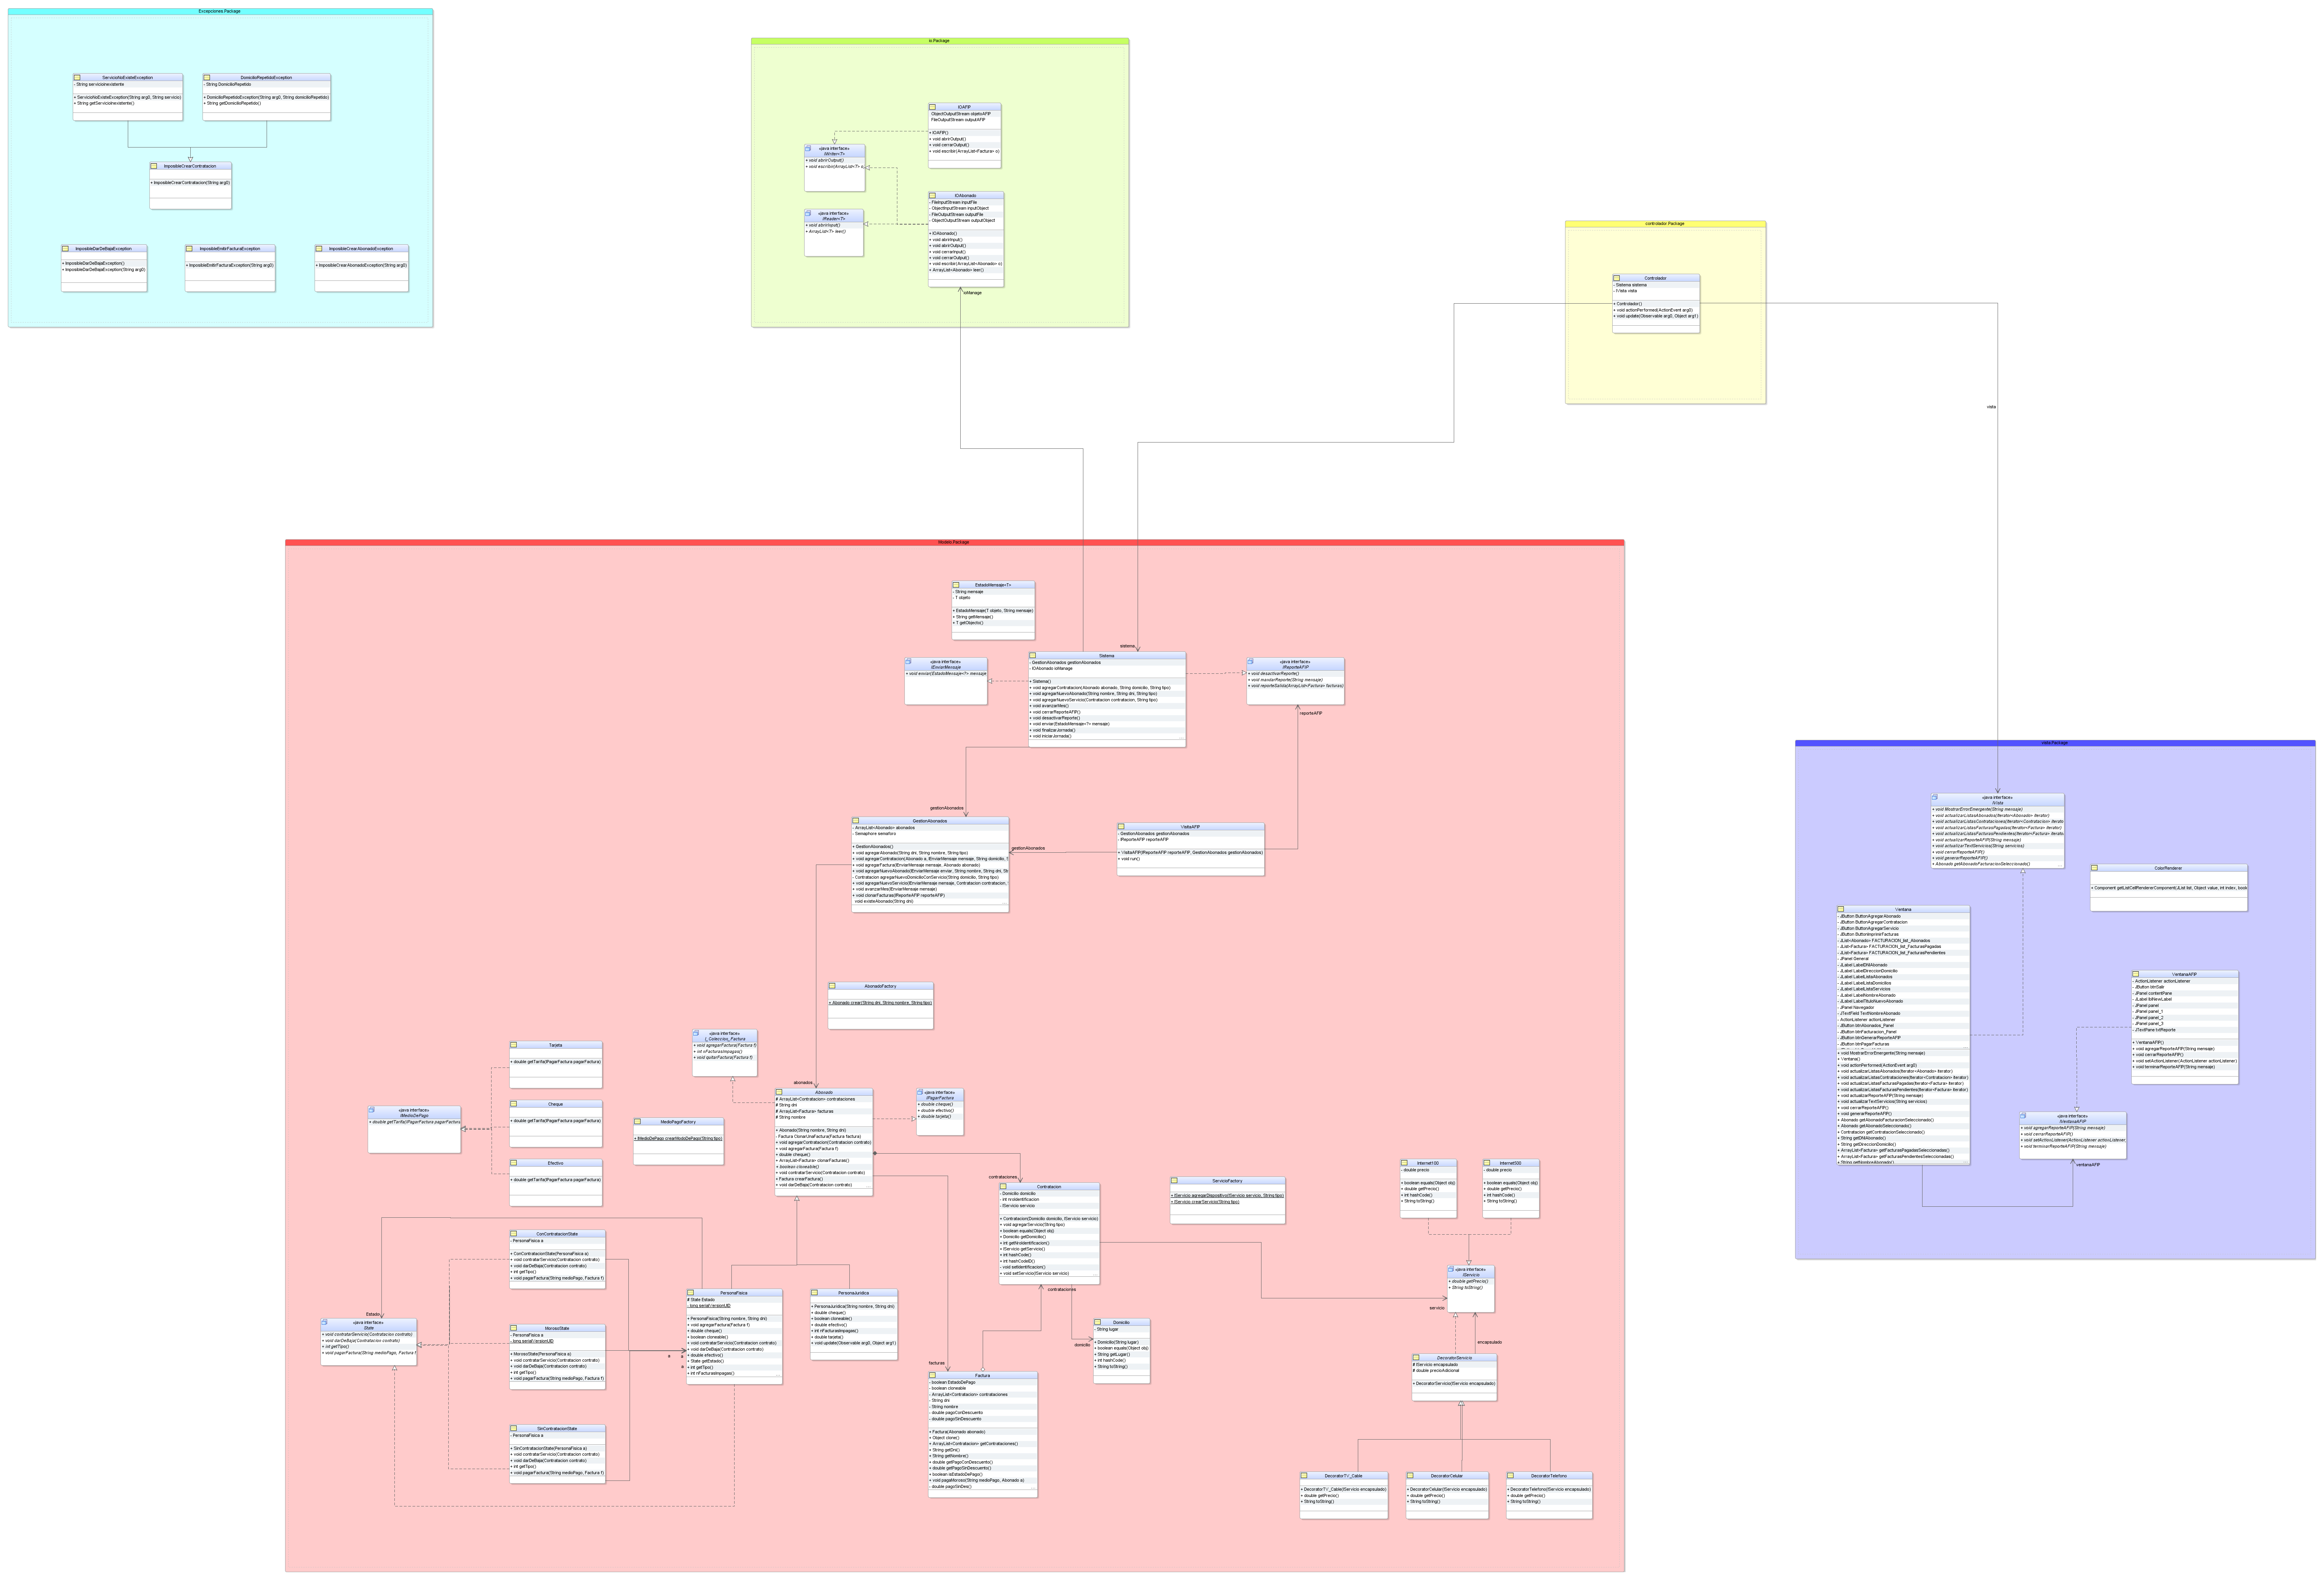 Excepciones Package
ServicioNoExisteException
- String servicioInexistente
+ ServicioNoExisteException(String arg0, String servicio)
+ String getServicioInexistente()
DomicilioRepetidoException
- String DomicilioRepetido
+ DomicilioRepetidoException(String arg0, String domicilioRepetido)
+ String getDomicilioRepetido()
ImposibleCrearContratacion
+ ImposibleCrearContratacion(String arg0)
ImposibleDarDeBajaException
+ ImposibleDarDeBajaException()
+ ImposibleDarDeBajaException(String arg0)
ImposibleEmitirFacturaException
+ ImposibleEmitirFacturaException(String arg0)
ImposibleCrearAbonadoException
+ ImposibleCrearAbonadoException(String arg0)
io Package
IOAFIP
ObjectOutputStream objetoAFIP
FileOutputStream outputAFIP
+ IOAFIP()
+ void abrirOutput()
+ void cerrarOutput()
+ void escribir(ArrayList<Factura> o)
«java interface»
IWriter<T>
+ void abrirOutput()
+ void escribir(ArrayList<T> o
«java interface»
IReader<T>
+ void abrirInput()
+ ArrayList<T> leer()
IOAbonado
- FileInputStream inputFile
- ObjectInputStream inputObject
- FileOutputStream outputFile
- ObjectOutputStream outputObject
+ IOAbonado()
+ void abrirInput()
+ void abrirOutput()
+ void cerrarInput()
+ void cerrarOutput()
+ void escribir(ArrayList<Abonado> o)
+ ArrayList<Abonado> leer()
ioManage
controlador Package
Controlador
- Sistema sistema
- IVista vista
+ Controlador()
+ void actionPerformed(ActionEvent arg0)
+ void update(Observable arg0, Object arg1)
vista
Modelo Package
EstadoMensaje<T>
- String mensaje
- T objeto
+ EstadoMensaje(T objeto, String mensaje)
+ String getMensaje()
+ T getObjecto()
sistema
«java interface»
IEnviarMensaje
+ void enviar(EstadoMensaje<?> mensaje
Sistema
- GestionAbonados gestionAbonados
- IOAbonado ioManage
+ Sistema()
+ void agregarContratacion(Abonado abonado, String domicilio, String tipo)
+ void agregarNuevoAbonado(String nombre, String dni, String tipo)
+ void agregarNuevoServicio(Contratacion contratacion, String tipo)
+ void avanzarMes()
+ void cerrarReporteAFIP()
+ void desactivarReporte()
+ void enviar(EstadoMensaje<?> mensaje)
+ void finalizarJornada()
+ void iniciarJornada()
«java interface»
IReporteAFIP
+ void desactivarReporte()
+ void mandarReporte(String mensaje)
+ void reporteSalida(ArrayList<Factura> facturas)
reporteAFIP
gestionAbonados
GestionAbonados
- ArrayList<Abonado> abonados
- Semaphore semaforo
+ GestionAbonados()
+ void agregarAbonado(String dni, String nombre, String tipo)
+ void agregarContratacion(Abonado a, IEnviarMensaje mensaje, String domicilio, S
+ void agregarFactura(IEnviarMensaje mensaje, Abonado abonado)
+ void agregarNuevoAbonado(IEnviarMensaje enviar, String nombre, String dni, Str
- Contratacion agregarNuevoDomicilioConServicio(String domicilio, String tipo)
+ void agregarNuevoServicio(IEnviarMensaje mensaje, Contratacion contratacion,
+ void avanzarMes(IEnviarMensaje mensaje)
+ void clonarFacturas(IReporteAFIP reporteAFIP)
void existeAbonado(String dni)
gestionAbonados
VisitaAFIP
- GestionAbonados gestionAbonados
- IReporteAFIP reporteAFIP
+ VisitaAFIP(IReporteAFIP reporteAFIP, GestionAbonados gestionAbonados)
+ void run()
AbonadoFactory
+ Abonado crear(String dni, String nombre, String tipo)
«java interface»
I_Coleccion_Factura
+ void agregarFactura(Factura f)
+ int nFacturasImpagas()
+ void quitarFactura(Factura f)
abonados
Abonado
# ArrayList<Contratacion> contrataciones
# String dni
# ArrayList<Factura> facturas
# String nombre
+ Abonado(String nombre, String dni)
- Factura ClonarUnaFactura(Factura factura)
+ void agregarContratacion(Contratacion contrato)
+ void agregarFactura(Factura f)
+ double cheque()
+ ArrayList<Factura> clonarFacturas()
+ boolean cloneable()
+ void contratarServicio(Contratacion contrato)
+ Factura crearFactura()
+ void darDeBaja(Contratacion contrato)
«java interface»
IPagarFactura
+ double cheque()
+ double efectivo()
+ double tarjeta()
Tarjeta
+ double getTarifa(IPagarFactura pagarFactura)
«java interface»
IMedioDePago
+ double getTarifa(IPagarFactura pagarFactura
Cheque
+ double getTarifa(IPagarFactura pagarFactura)
Efectivo
+ double getTarifa(IPagarFactura pagarFactura)
MedioPagoFactory
+ IMedioDePago crearModoDePago(String tipo)
contrataciones
Contratacion
- Domicilio domicilio
- int nroIdentificacion
- IServicio servicio
+ Contratacion(Domicilio domicilio, IServicio servicio)
+ void agregarServicio(String tipo)
+ boolean equals(Object obj)
+ Domicilio getDomicilio()
+ int getNroIdentificacion()
+ IServicio getServicio()
+ int hashCode()
+ int hashCodeID()
- void setIdentificacion()
+ void setServicio(IServicio servicio)
contrataciones
ServicioFactory
+ IServicio agregarDispositivo(IServicio servicio, String tipo)
+ IServicio crearServicio(String tipo)
Internet100
- double precio
+ boolean equals(Object obj)
+ double getPrecio()
+ int hashCode()
+ String toString()
Internet500
- double precio
+ boolean equals(Object obj)
+ double getPrecio()
+ int hashCode()
+ String toString()
«java interface»
IServicio
+ double getPrecio()
+ String toString()
servicio
encapsulado
ConContratacionState
- PersonaFisica a
+ ConContratacionState(PersonaFisica a)
+ void contratarServicio(Contratacion contrato)
+ void darDeBaja(Contratacion contrato)
+ int getTipo()
+ void pagarFactura(String medioPago, Factura f)
Estado
«java interface»
State
+ void contratarServicio(Contratacion contrato)
+ void darDeBaja(Contratacion contrato)
+ int getTipo()
+ void pagarFactura(String medioPago, Factura f
MorosoState
- PersonaFisica a
- long serialVersionUID
+ MorosoState(PersonaFisica a)
+ void contratarServicio(Contratacion contrato)
+ void darDeBaja(Contratacion contrato)
+ int getTipo()
+ void pagarFactura(String medioPago, Factura f)
SinContratacionState
- PersonaFisica a
+ SinContratacionState(PersonaFisica a)
+ void contratarServicio(Contratacion contrato)
+ void darDeBaja(Contratacion contrato)
+ int getTipo()
+ void pagarFactura(String medioPago, Factura f)
a
a
a
PersonaFisica
# State Estado
- long serialVersionUID
+ PersonaFisica(String nombre, String dni)
+ void agregarFactura(Factura f)
+ double cheque()
+ boolean cloneable()
+ void contratarServicio(Contratacion contrato)
+ void darDeBaja(Contratacion contrato)
+ double efectivo()
+ State getEstado()
+ int getTipo()
+ int nFacturasImpagas()
PersonaJuridica
+ PersonaJuridica(String nombre, String dni)
+ double cheque()
+ boolean cloneable()
+ double efectivo()
+ int nFacturasImpagas()
+ double tarjeta()
+ void update(Observable arg0, Object arg1)
domicilio
Domicilio
- String lugar
+ Domicilio(String lugar)
+ boolean equals(Object obj)
+ String getLugar()
+ int hashCode()
+ String toString()
facturas
Factura
- boolean EstadoDePago
- boolean cloneable
- ArrayList<Contratacion> contrataciones
- String dni
- String nombre
- double pagoConDescuento
- double pagoSinDescuento
+ Factura(Abonado abonado)
+ Object clone()
+ ArrayList<Contratacion> getContrataciones()
+ String getDni()
+ String getNombre()
+ double getPagoConDescuento()
+ double getPagoSinDescuento()
+ boolean isEstadoDePago()
+ void pagaMoroso(String medioPago, Abonado a)
- double pagoSinDes()
DecoratorServicio
# IServicio encapsulado
# double precioAdicional
+ DecoratorServicio(IServicio encapsulado)
DecoratorTV_Cable
+ DecoratorTV_Cable(IServicio encapsulado)
+ double getPrecio()
+ String toString()
DecoratorCelular
+ DecoratorCelular(IServicio encapsulado)
+ double getPrecio()
+ String toString()
DecoratorTelefono
+ DecoratorTelefono(IServicio encapsulado)
+ double getPrecio()
+ String toString()
vista Package
«java interface»
IVista
+ void MostrarErrorEmergente(String mensaje)
+ void actualizarListasAbonados(Iterator<Abonado> iterator)
+ void actualizarListasContrataciones(Iterator<Contratacion> iterato
+ void actualizarListasFacturasPagadas(Iterator<Factura> iterator)
+ void actualizarListasFacturasPendientes(Iterator<Factura> iterato
+ void actualizarReporteAFIP(String mensaje)
+ void actualizarTextServicios(String servicios)
+ void cerrarReporteAFIP()
+ void generarReporteAFIP()
+ Abonado getAbonadoFacturacionSeleccionado()
ColorRenderer
+ Component getListCellRendererComponent(JList list, Object value, int index, bool
Ventana
- JButton ButtonAgregarAbonado
- JButton ButtonAgregarContratacion
- JButton ButtonAgregarServicio
- JButton ButtonImprimirFacturas
- JList<Abonado> FACTURACION_list_Abonados
- JList<Factura> FACTURACION_list_FacturasPagadas
- JList<Factura> FACTURACION_list_FacturasPendientes
- JPanel General
- JLabel LabelDNIAbonado
- JLabel LabelDireccionDomicilio
- JLabel LabelListaAbonados
- JLabel LabelListaDomicilios
- JLabel LabelListaServicios
- JLabel LabelNombreAbonado
- JLabel LabelTituloNuevoAbonado
- JPanel Navegador
- JTextField TextNombreAbonado
- ActionListener actionListener
- JButton btnAbonados_Panel
- JButton btnFacturacion_Panel
- JButton btnGenerarReporteAFIP
- JButton btnPagarFacturas
+ void MostrarErrorEmergente(String mensaje)
+ Ventana()
+ void actionPerformed(ActionEvent arg0)
+ void actualizarListasAbonados(Iterator<Abonado> iterator)
+ void actualizarListasContrataciones(Iterator<Contratacion> iterator)
+ void actualizarListasFacturasPagadas(Iterator<Factura> iterator)
+ void actualizarListasFacturasPendientes(Iterator<Factura> iterator)
+ void actualizarReporteAFIP(String mensaje)
+ void actualizarTextServicios(String servicios)
+ void cerrarReporteAFIP()
+ void generarReporteAFIP()
+ Abonado getAbonadoFacturacionSeleccionado()
+ Abonado getAbonadoSeleccionado()
+ Contratacion getContratacionSeleccionado()
+ String getDNIAbonado()
+ String getDireccionDomicilio()
+ ArrayList<Factura> getFacturasPagadasSeleccionadas()
+ ArrayList<Factura> getFacturasPendientesSeleccionadas()
+ String getNombreAbonado()
VentanaAFIP
- ActionListener actionListener
- JButton btnSalir
- JPanel contentPane
- JLabel lblNewLabel
- JPanel panel
- JPanel panel_1
- JPanel panel_2
- JPanel panel_3
- JTextPane txtReporte
+ VentanaAFIP()
+ void agregarReporteAFIP(String mensaje)
+ void cerrarReporteAFIP()
+ void setActionListener(ActionListener actionListener)
+ void terminarReporteAFIP(String mensaje)
«java interface»
IVentanaAFIP
+ void agregarReporteAFIP(String mensaje)
+ void cerrarReporteAFIP()
+ void setActionListener(ActionListener actionListener,
+ void terminarReporteAFIP(String mensaje)
ventanaAFIP